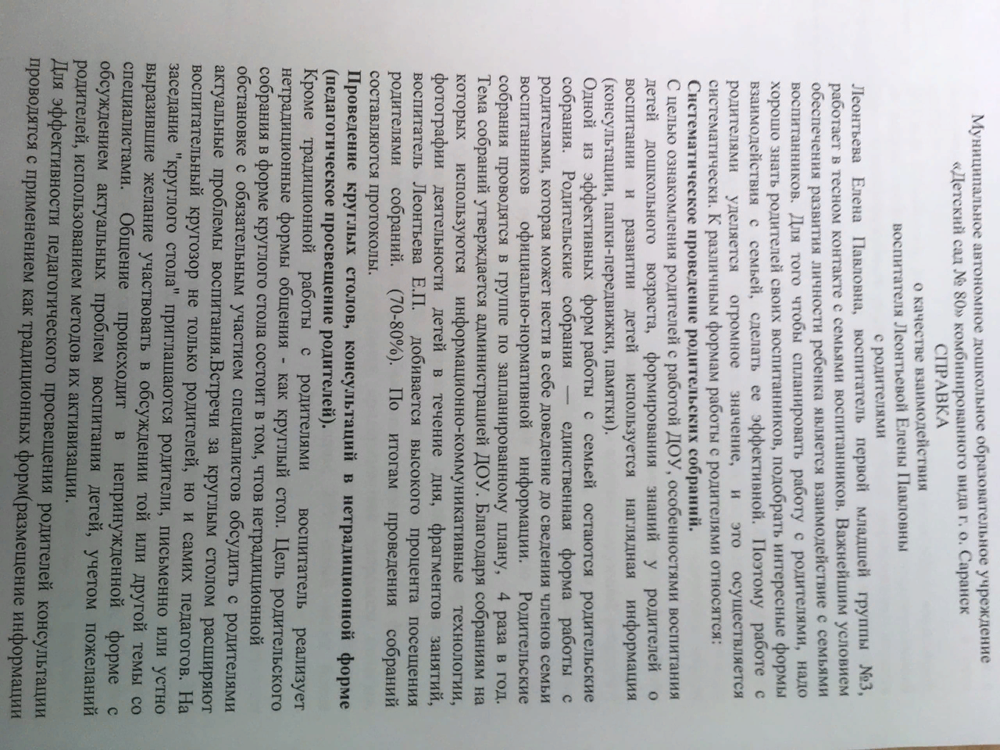 Муниципальное автономное дошкольное образовательное учреждение
«Детский сад № 80» комбинированного вида г. о. Саранск
СПРАВКА
о качестве взаимодействия
воспитателя Леонтьевой Елены Павловны
с родителями
Леонтьева Елена Павловна, воспитатель первой младшей группы №3,
работает в тесном контакте с семьями воспитанников. Важнейшим условием
обеспечения развития личности ребенка является взаимодействие с семьями
воспитанников. Для того чтобы спланировать работу с родителями, надо
хорошо знать родителей своих воспитанников, подобрать интересные формы
взаимодействия с семьей, сделать ее эффективной. Поэтому работе с
родителями уделяется огромное значение, и это осуществляется
систематически. К различным формам работы с родителями относятся:
Систематическое проведение родительских собраний.
С целью ознакомления родителей с работой ДОУ, особенностями воспитания
детей дошкольного возраста, формирования знаний у родителей о
воспитании и развитии детей используется наглядная информация
(консультации, папки-передвижки, памятки).
Одной из эффективных форм работы с семьей остаются родительские
собрания. Родительские собрания — единственная форма работы с
родителями, которая может нести в себе доведение до сведения членов семьи
воспитанников официально-нормативной информации. Родительские
собрания проводятся в группе по запланированному плану, 4 раза в год.
Тема собраний утверждается администрацией ДОУ. Благодаря собраниям на
которых используются информационно-коммуникативные технологии,
фотографии деятельности детей в течение дня, фрагментов занятий,
воспитатель Леонтьева Е.П. добивается высокого процента посещения
родителями собраний. (70-80%). По итогам проведения собраний
составляются протоколы.
Проведение круглых столов, консультаций в нетрадиционной форме
(педагогическое просвещение родителей).
Кроме традиционной работы с родителями воспитатель реализует
нетрадиционные формы общения - как круглый стол. Цель родительского
собрания в форме круглого стола состоит в том, чтов нетрадиционной
обстановке с обязательным участием специалистов обсудить с родителями
актуальные проблемы воспитания.Встречи за круглым столом расширяют
воспитательный кругозор не только родителей, но и самих педагогов. На
заседание "круглого стола" приглашаются родители, письменно или устно
выразившие желание участвовать в обсуждении той или другой темы со
специалистами. Общение происходит в непринужденной форме с
обсуждением актуальных проблем воспитания детей, учетом пожеланий
родителей, использованием методов их активизации.
Для эффективности педагогического просвещения родителей консультации
проводятся с применением как традиционных форм(размещение информации